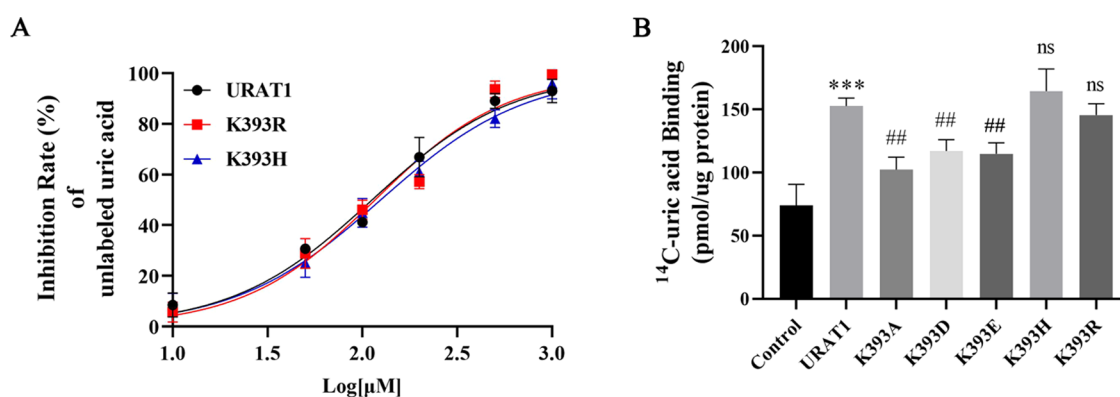 A
Inhibition Rate (%)
of
unlabeled uric acid
100
80
60
40
20
0
URAT1
K393R
K393H
1.0
1.5
2.0
2.5
3.0
Log[μM]
B
¹⁴C-uric acid Binding
(pmol/ug protein)
200
150
100
50
0
***
##
##
##
ns
ns
Control
URAT1
K393A
K393D
K393E
K393H
K393R